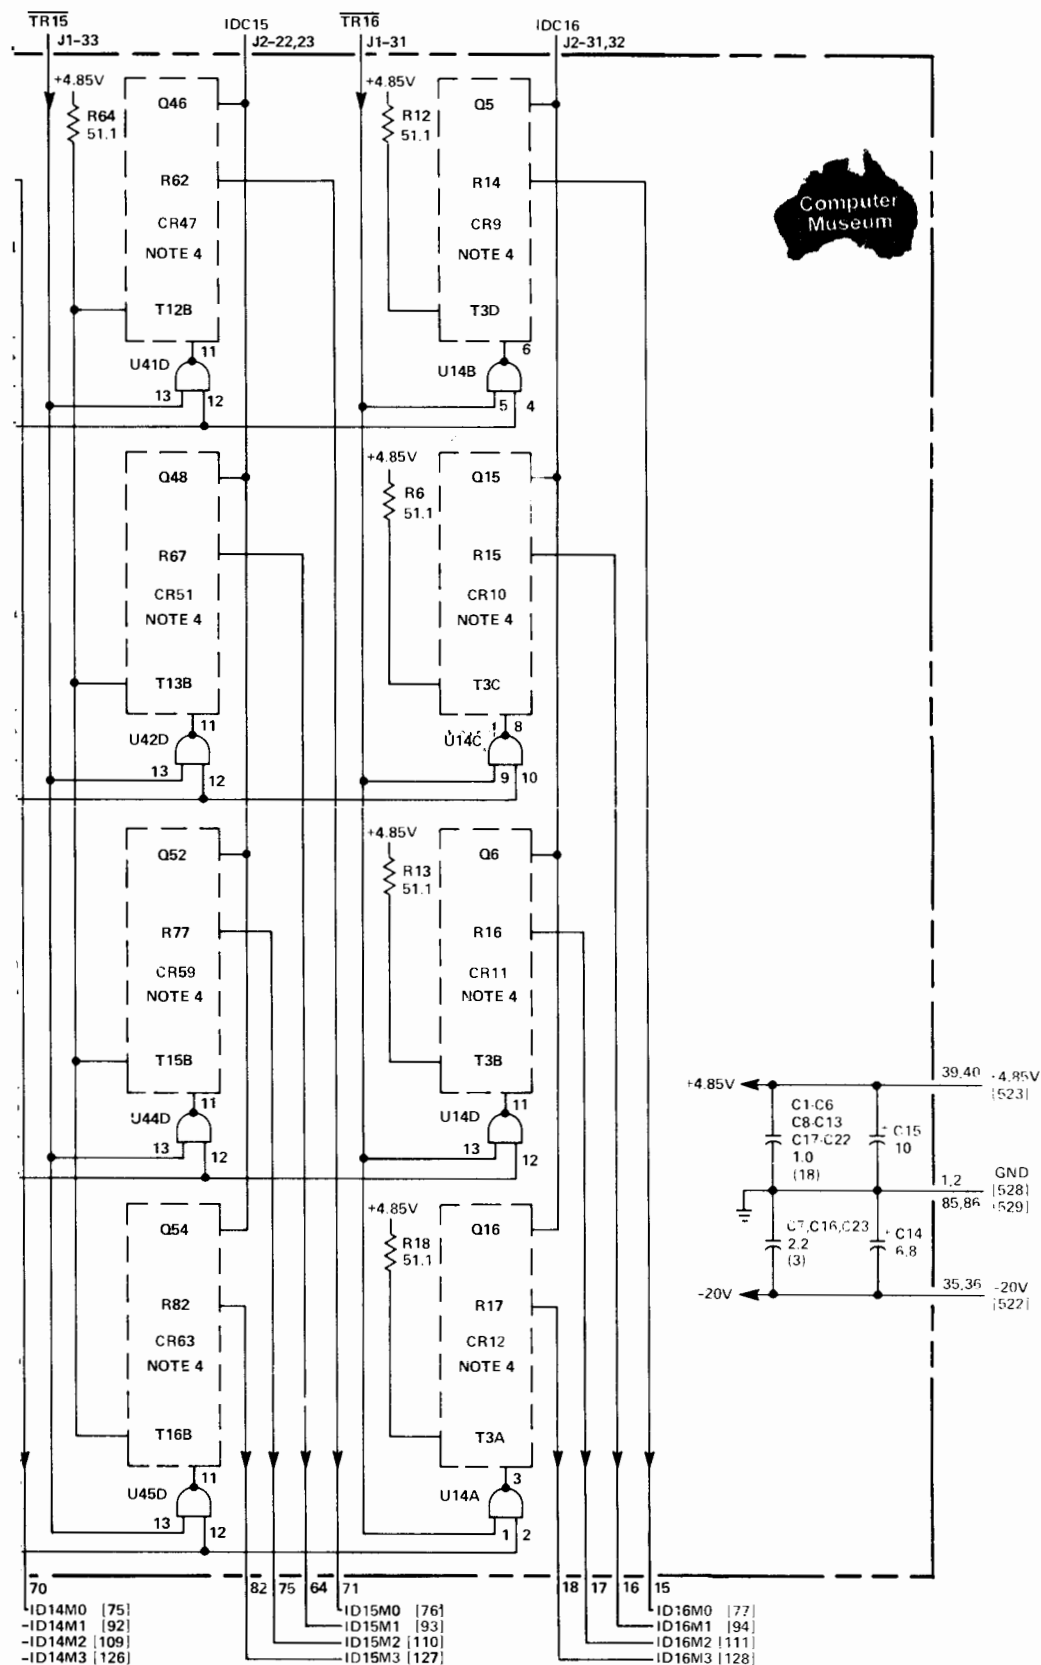 TR15 IDC15 TR16 IDC16
J1-33 J2-22,23 J1-31 J2-31,32
+4.85V +4.85V
R64 51.1
Q46
R62
CR47
NOTE 4
T12B
R12 51.1
Q5
R14
CR9
NOTE 4
T3D
Computer
Museum
U41D 11 13 12
U14B 6 5 4
+4.85V
Q48
R67
CR51
NOTE 4
T13B
R6 51.1
Q15
R15
CR10
NOTE 4
T3C
U42D 11 13 12
U14C 8 9 10
+4.85V
Q52
R77
CR59
NOTE 4
T15B
R13 51.1
Q6
R16
CR11
NOTE 4
T3B
U44D 11 13 12
U14D 11 13 12
+4.85V
Q54
R82
CR63
NOTE 4
T16B
R18 51.1
Q16
R17
CR12
NOTE 4
T3A
U45D 11 13 12
U14A 3 1 2
+4.85V 39,40 4.85V
[523]
C1-C6
C8-C13
C17-C22
1.0
(18)
+ C15
10
1,2 GND
[528]
85,86 [529]
C7,C16,C23
2.2
(3)
+ C14
6.8
-20V 35,36 -20V
[522]
70 82 75 64 71 18 17 16 15
ID14M0 [75] ID15M0 [76] ID16M0 [77]
ID14M1 [92] ID15M1 [93] ID16M1 [94]
ID14M2 [109] ID15M2 [110] ID16M2 [111]
ID14M3 [126] ID15M3 [127] ID16M3 [128]